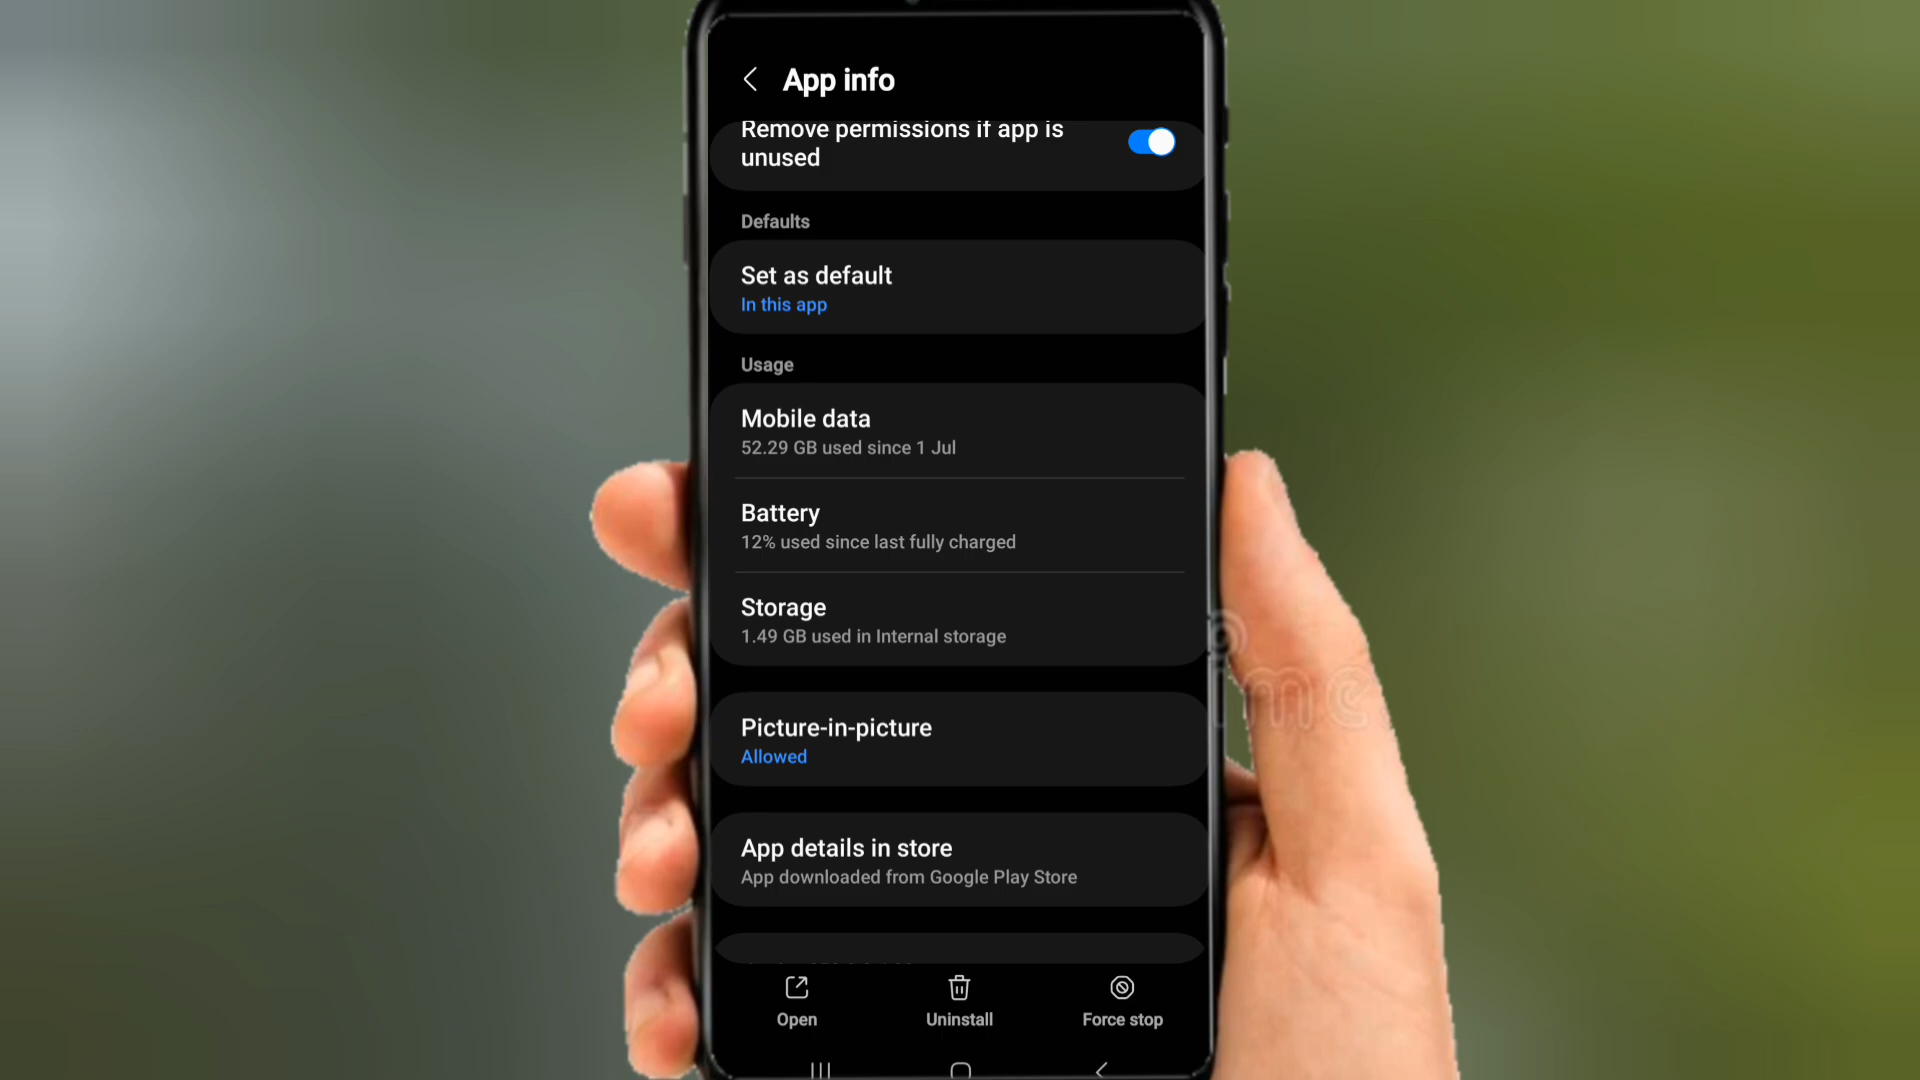 App info
Remove permissions if app is
unused
Defaults
Set as default
In this app
Usage
Mobile data
52.29 GB used since 1 Jul
Battery
12% used since last fully charged
Storage
1.49 GB used in Internal storage
Picture-in-picture
Allowed
App details in store
App downloaded from Google Play Store
Open
Uninstall
Force stop